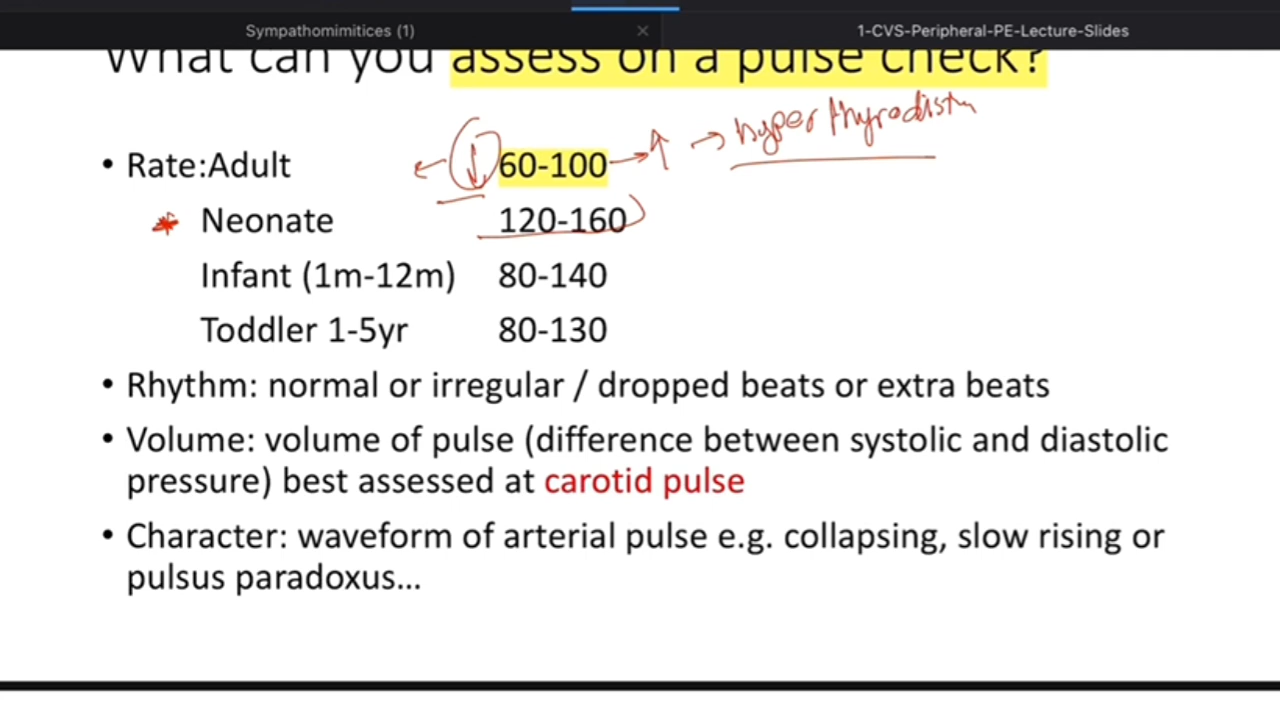 Sympathomimitices (1)
1-CVS-Peripheral-PE-Lecture-Slides
What can you assess on a pulse check?
• Rate:Adult ← ↓ 60-100 → ↑ → hyperthyrodism
* Neonate 120-160
Infant (1m-12m) 80-140
Toddler 1-5yr 80-130
• Rhythm: normal or irregular / dropped beats or extra beats
• Volume: volume of pulse (difference between systolic and diastolic
pressure) best assessed at carotid pulse
• Character: waveform of arterial pulse e.g. collapsing, slow rising or
pulsus paradoxus...